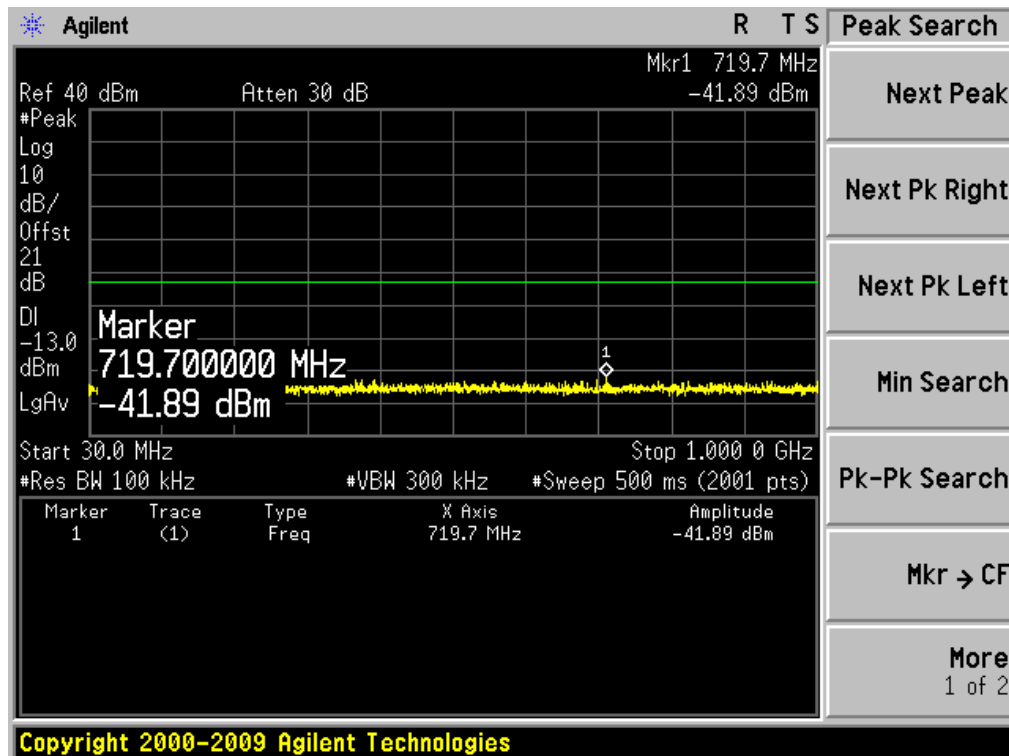 Agilent R T S Peak Search
Mkr1 719.7 MHz
Ref 40 dBm Atten 30 dB -41.89 dBm
#Peak
Log
10
dB/
Offst
21
dB
DI
-13.0
dBm
LgAv
Marker
719.700000 MHz
-41.89 dBm
1
Start 30.0 MHz Stop 1.000 0 GHz
#Res BW 100 kHz #VBW 300 kHz #Sweep 500 ms (2001 pts)
Marker Trace Type X Axis Amplitude
1 (1) Freq 719.7 MHz -41.89 dBm
Next Peak
Next Pk Right
Next Pk Left
Min Search
Pk-Pk Search
Mkr → CF
More
1 of 2
Copyright 2000-2009 Agilent Technologies